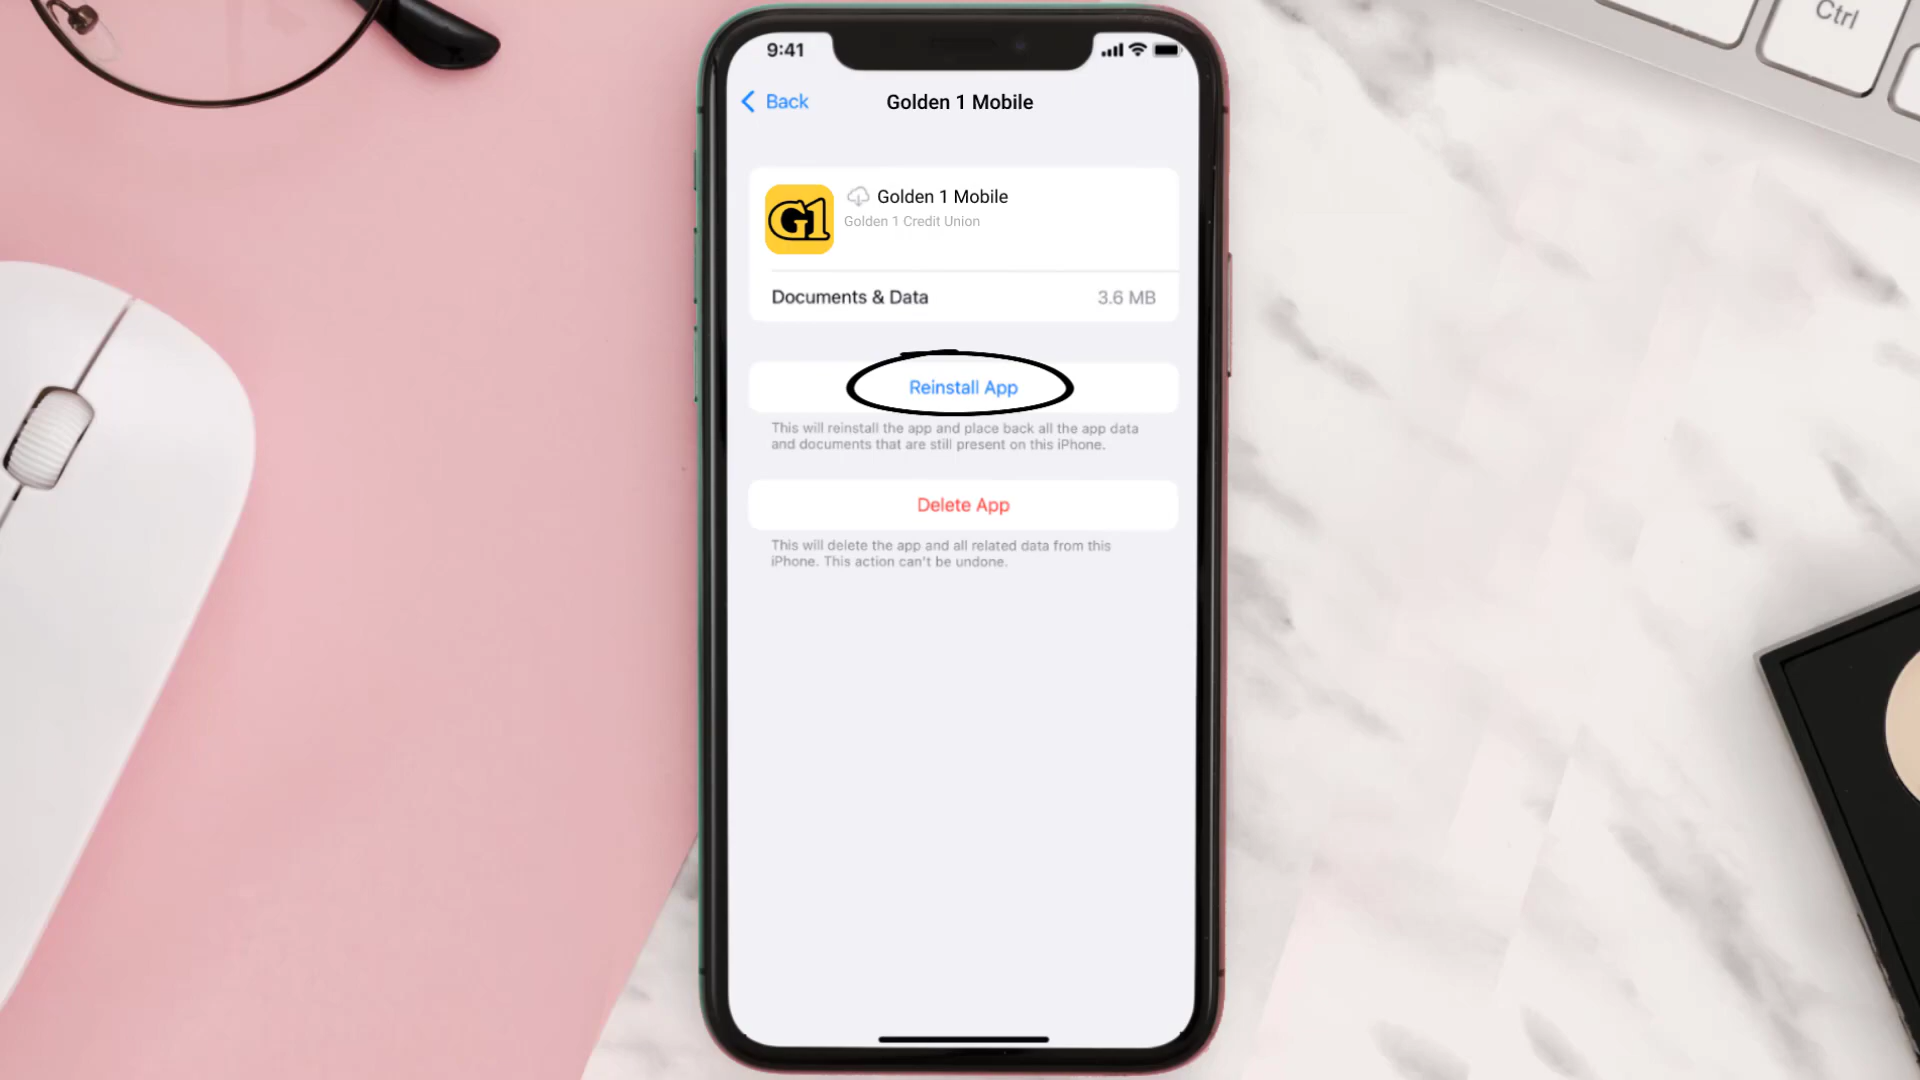 Ctrl
9:41
Back
Golden 1 Mobile
G1
Golden 1 Mobile
Golden 1 Credit Union
Documents & Data 3.6 MB
Reinstall App
This will reinstall the app and place back all the app data
and documents that are still present on this iPhone.
Delete App
This will delete the app and all related data from this
iPhone. This action can't be undone.